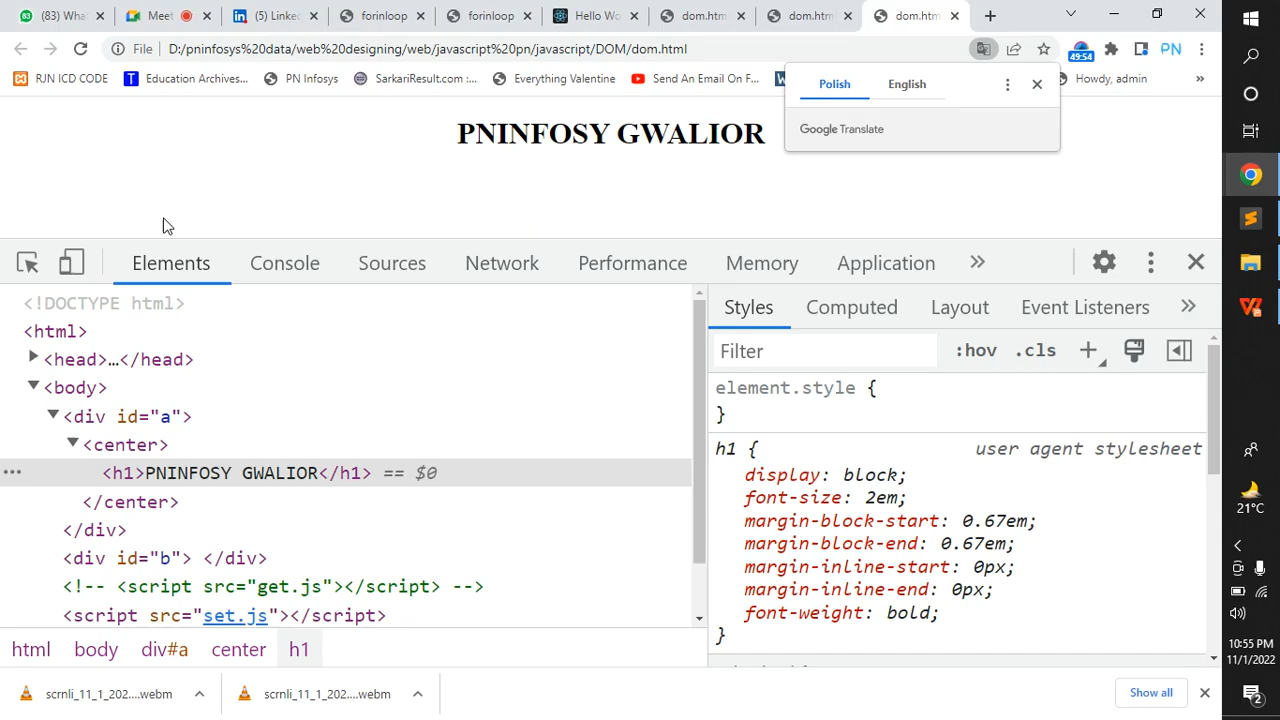 (83) Wha
Meet
(5) Linke
forinloop
forinloop
Hello Wo
dom.htm
dom.htm
dom.htm
File D:/pninfosys%20data/web%20designing/web/javascript%20pn/javascript/DOM/dom.html
49:54
PN
RJN ICD CODE
Education Archives...
PN Infosys
SarkariResult.com :...
Everything Valentine
Send An Email On F...
Howdy, admin
»
Polish English
Google Translate
PNINFOSY GWALIOR
Elements Console Sources Network Performance Memory Application »
<!DOCTYPE html>
<html>
<head>…</head>
<body>
<div id="a">
<center>
<h1>PNINFOSY GWALIOR</h1> == $0
</center>
</div>
<div id="b"> </div>
<!-- <script src="get.js"></script> -->
<script src="set.js"></script>
html body div#a center h1
Styles Computed Layout Event Listeners »
Filter :hov .cls +
element.style {
}
h1 { user agent stylesheet
display: block;
font-size: 2em;
margin-block-start: 0.67em;
margin-block-end: 0.67em;
margin-inline-start: 0px;
margin-inline-end: 0px;
font-weight: bold;
}
scrnli_11_1_202....webm
scrnli_11_1_202....webm
Show all
21°C
10:55 PM
11/1/2022
2